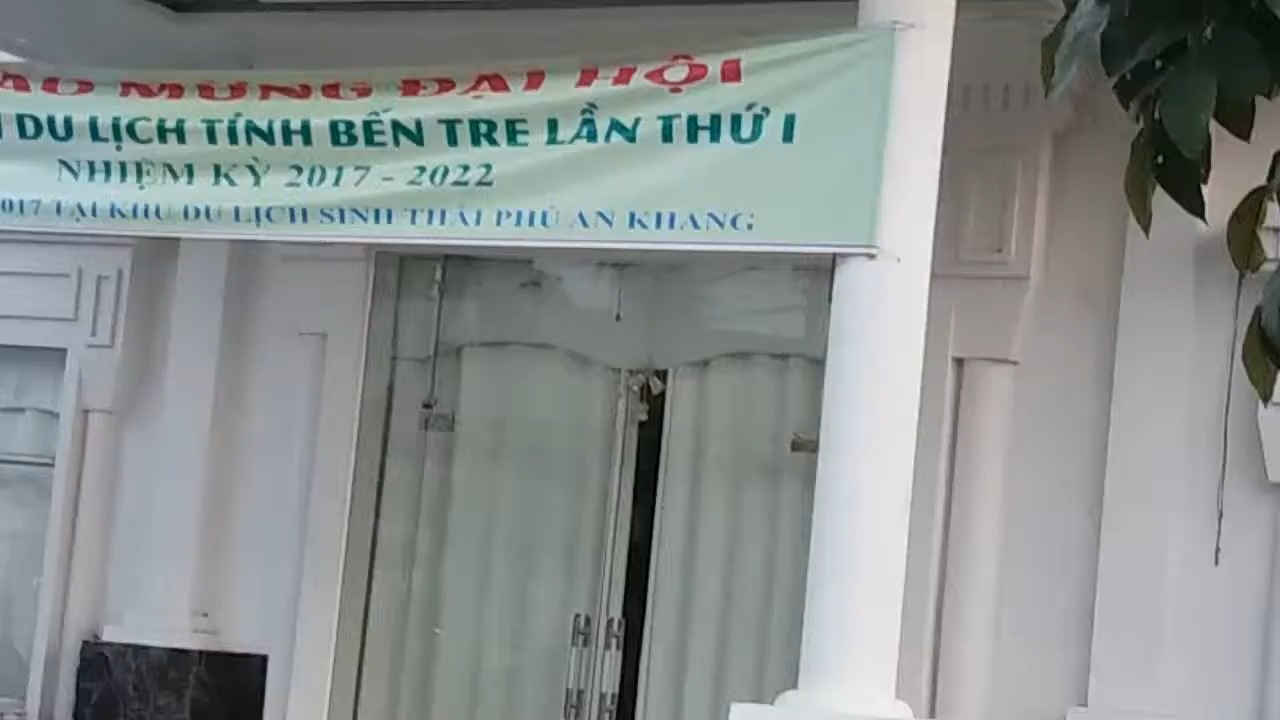 MỪNG ĐẠI HỘI
DU LỊCH TỈNH BẾN TRE LẦN THỨ I
NHIỆM KỲ 2017 - 2022
2017 TẠI KHU DU LỊCH SINH THÁI PHÚ AN KHANG